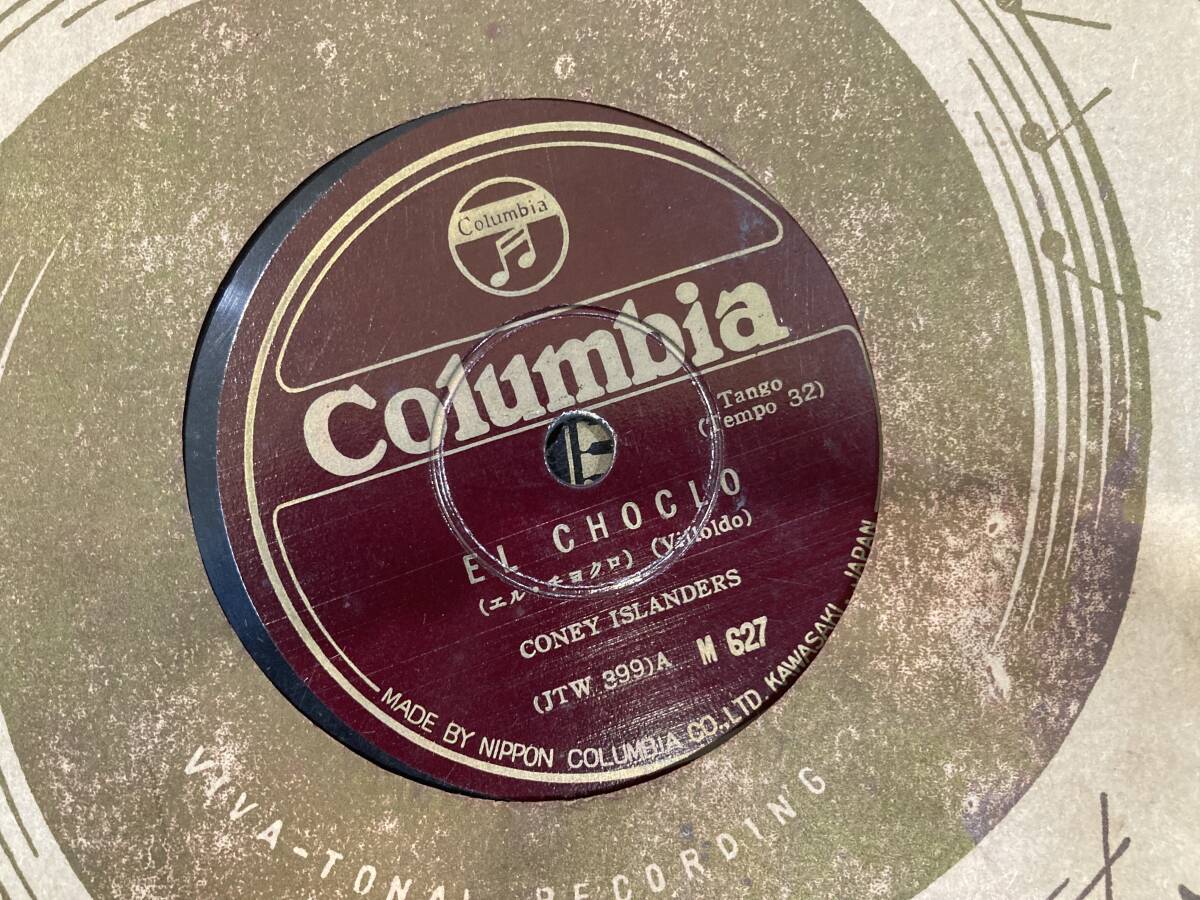 Columbia
Columbia
Tango
(Tempo 32)
EL CHOCLO
(エル・チョクロ) (Villoldo)
CONEY ISLANDERS
(JTW 399)A M 627
MADE BY NIPPON COLUMBIA CO.,LTD. KAWASAKI, JAPAN
VIVA-TONAL RECORDING